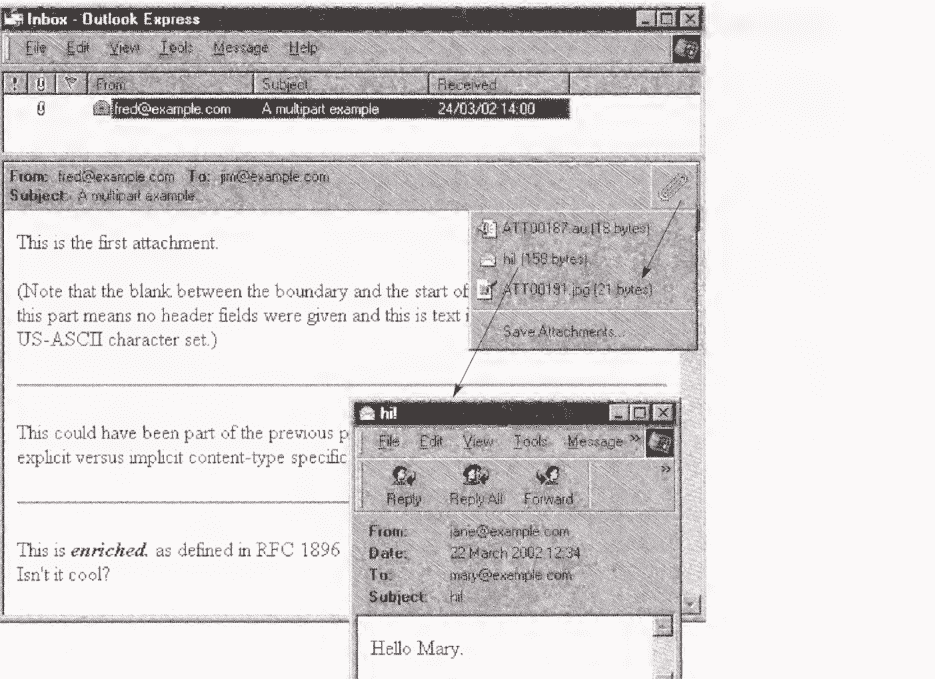 Inbox - Outlook Express
File Edit View Tools Message Help
! From Subject Received
fred@example.com A multipart example 24/03/02 14:00
From: fred@example.com To: jim@example.com
Subject: A multipart example
This is the first attachment.
(Note that the blank between the boundary and the start of
this part means no header fields were given and this is text i
US-ASCII character set.)
ATT00187.au (18 bytes)
hi! (159 bytes)
ATT00191.jpg (21 bytes)
Save Attachments...
This could have been part of the previous p
explicit versus implicit content-type specific
This is enriched. as defined in RFC 1896
Isn't it cool?
hi!
File Edit View Tools Message »
Reply Reply All Forward »
From: jane@example.com
Date: 22 March 2002 12:34
To: mary@example.com
Subject: hi!
Hello Mary.